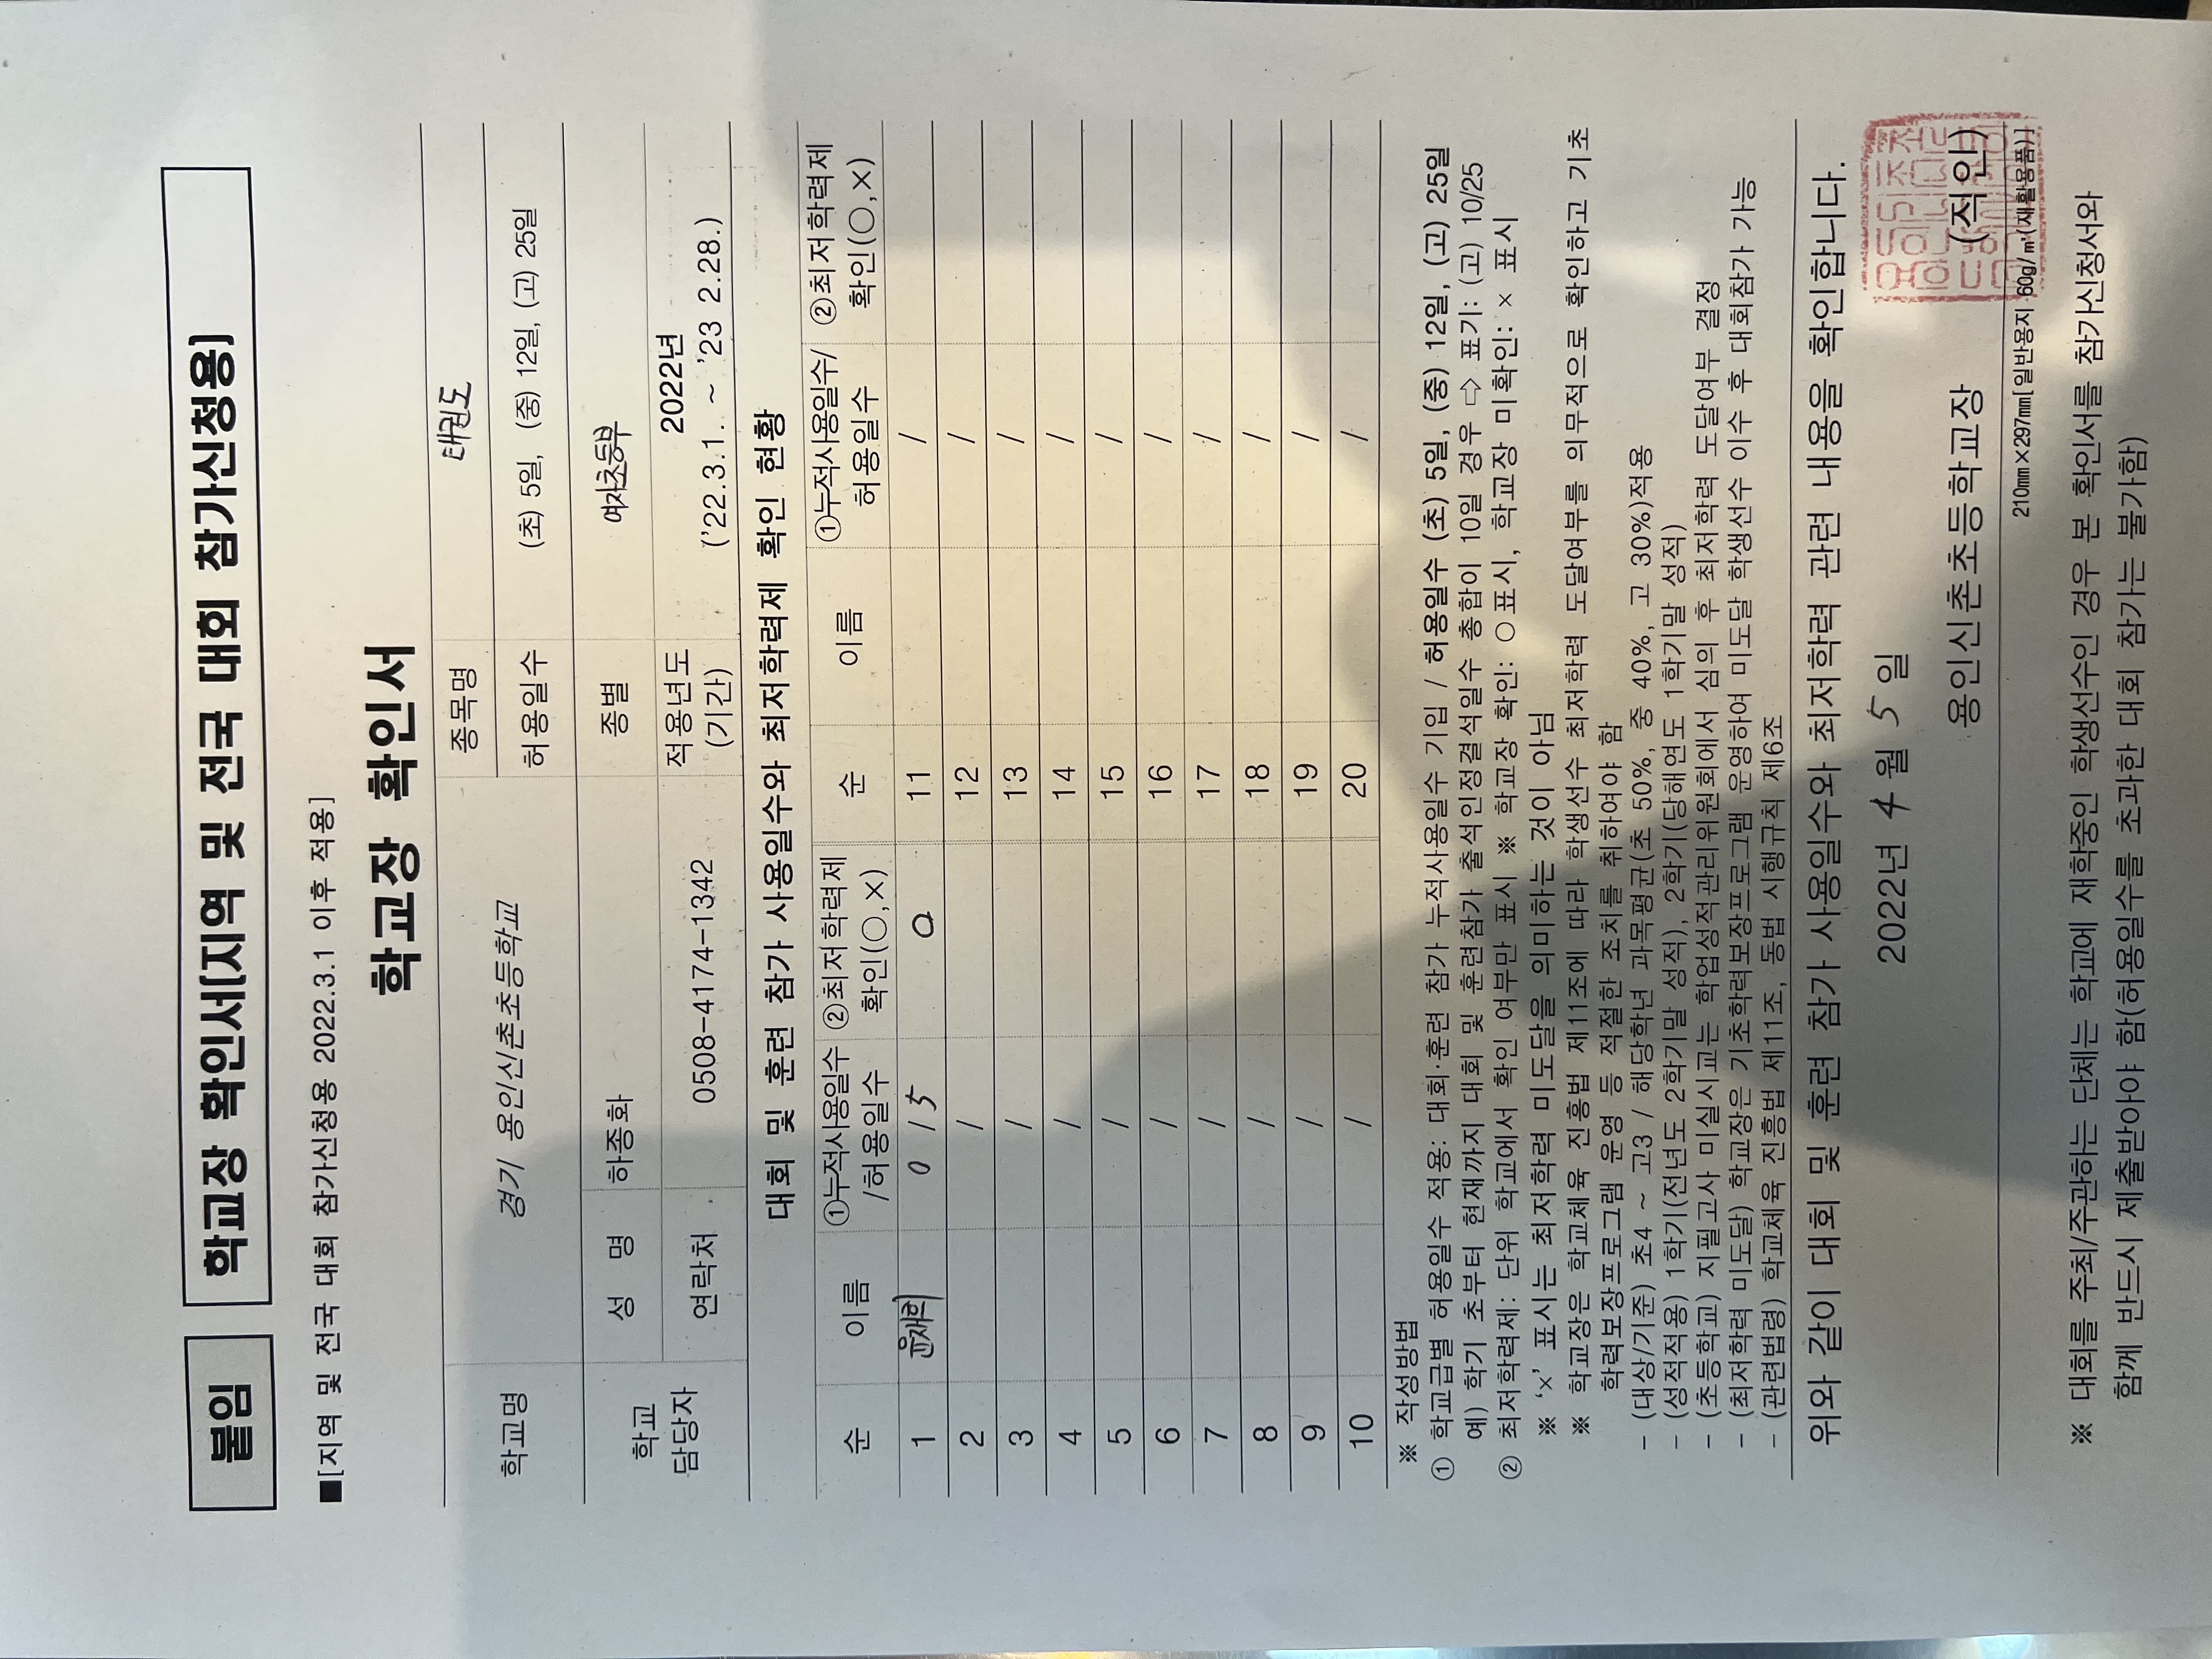 붙임
학교장 확인서[지역 및 전국 대회 참가신청용]
■[지역 및 전국 대회 참가신청용 2022.3.1 이후 적용]
학교장 확인서
학교명 경기 용인신촌초등학교 종목명 태권도
허용일수 (초) 5일, (중) 12일, (고) 25일
학교 담당자 성 명 하종화 종별 여자초등부
연락처 0508-4174-1342 적용년도 (기간) 2022년 ('22.3.1. ~ '23 2.28.)
대회 및 훈련 참가 사용일수와 최저학력제 확인 현황
순 이름 ①누적사용일수 /허용일수 ②최저학력제 확인(○,×) 순 이름 ①누적사용일수/ 허용일수 ②최저학력제 확인(○,×)
1 윤재희 0 / 5 O 11 /
2 / 12 /
3 / 13 /
4 / 14 /
5 / 15 /
6 / 16 /
7 / 17 /
8 / 18 /
9 / 19 /
10 / 20 /
※ 작성방법
① 학교급별 허용일수 적용: 대회·훈련 참가 누적사용일수 기입 / 허용일수 (초) 5일, (중) 12일, (고) 25일
예) 학기 초부터 현재까지 대회 및 훈련참가 출석인정결석일수 총합이 10일 경우 ⇨ 표기: (고) 10/25
② 최저학력제: 단위 학교에서 확인 여부만 표시 ※ 학교장 확인: ○표시, 학교장 미확인: × 표시
※ '×' 표시는 최저학력 미도달을 의미하는 것이 아님
※ 학교장은 학교체육 진흥법 제11조에 따라 학생선수 최저학력 도달여부를 의무적으로 확인하고 기초
학력보장프로그램 운영 등 적절한 조치를 취하여야 함
- (대상/기준) 초4 ~ 고3 / 해당학년 과목평균(초 50%, 중 40%, 고 30%)적용
- (성적적용) 1학기(전년도 2학기말 성적), 2학기(당해연도 1학기말 성적)
- (초등학교) 지필고사 미실시교는 학업성적관리위원회에서 심의 후 최저학력 도달여부 결정
- (최저학력 미도달) 학교장은 기초학력보장프로그램 운영하여 미도달 학생선수 이수 후 대회참가 가능
- (관련법령) 학교체육 진흥법 제11조, 동법 시행규칙 제6조
위와 같이 대회 및 훈련 참가 사용일수와 최저학력 관련 내용을 확인합니다.
2022년 4 월 5 일
용인신촌초등학교장 (직인)
210㎜×297㎜[일반용지 60g/㎡(재활용품)]
※ 대회를 주최/주관하는 단체는 학교에 재학중인 학생선수인 경우 본 확인서를 참가신청서와
함께 반드시 제출받아야 함(허용일수를 초과한 대회 참가는 불가함)